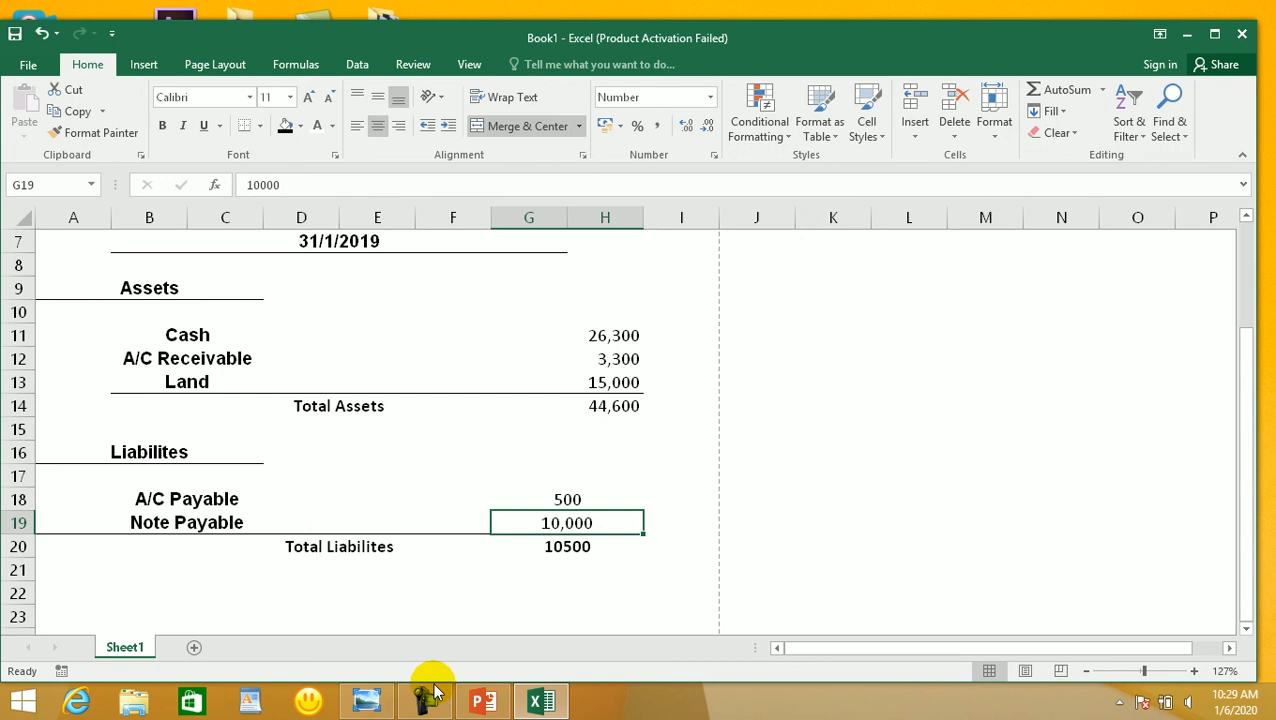 Book1 - Excel (Product Activation Failed)
File Home Insert Page Layout Formulas Data Review View Tell me what you want to do... Sign in Share
Paste Cut Copy Format Painter Clipboard
Calibri 11 B I U Font
Wrap Text Merge & Center Alignment
Number % , Number
Conditional Formatting Format as Table Cell Styles Styles
Insert Delete Format Cells
AutoSum Fill Clear Sort & Filter Find & Select Editing
G19 fx 10000
A B C D E F G H I J K L M N O P
7 31/1/2019
8
9 Assets
10
11 Cash 26,300
12 A/C Receivable 3,300
13 Land 15,000
14 Total Assets 44,600
15
16 Liabilites
17
18 A/C Payable 500
19 Note Payable 10,000
20 Total Liabilites 10500
21
22
23
Sheet1
Ready 127%
10:29 AM
1/6/2020